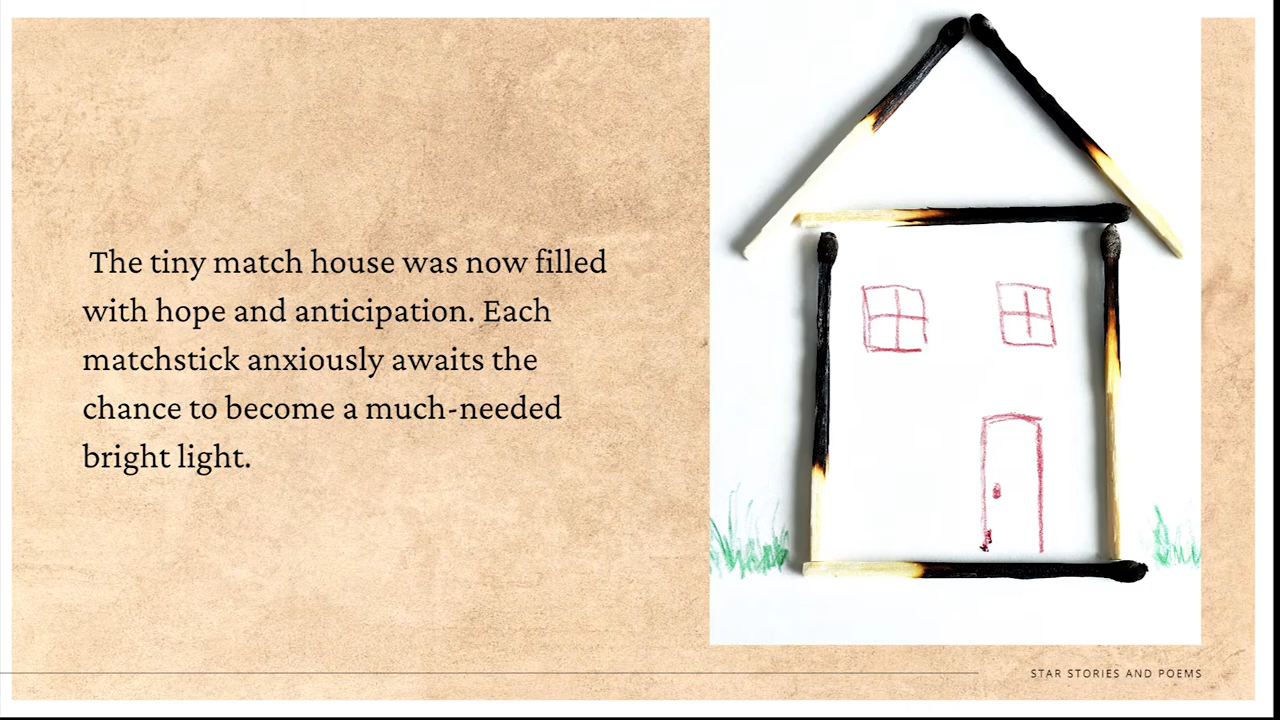 The tiny match house was now filled
with hope and anticipation. Each
matchstick anxiously awaits the
chance to become a much-needed
bright light.
STAR STORIES AND POEMS